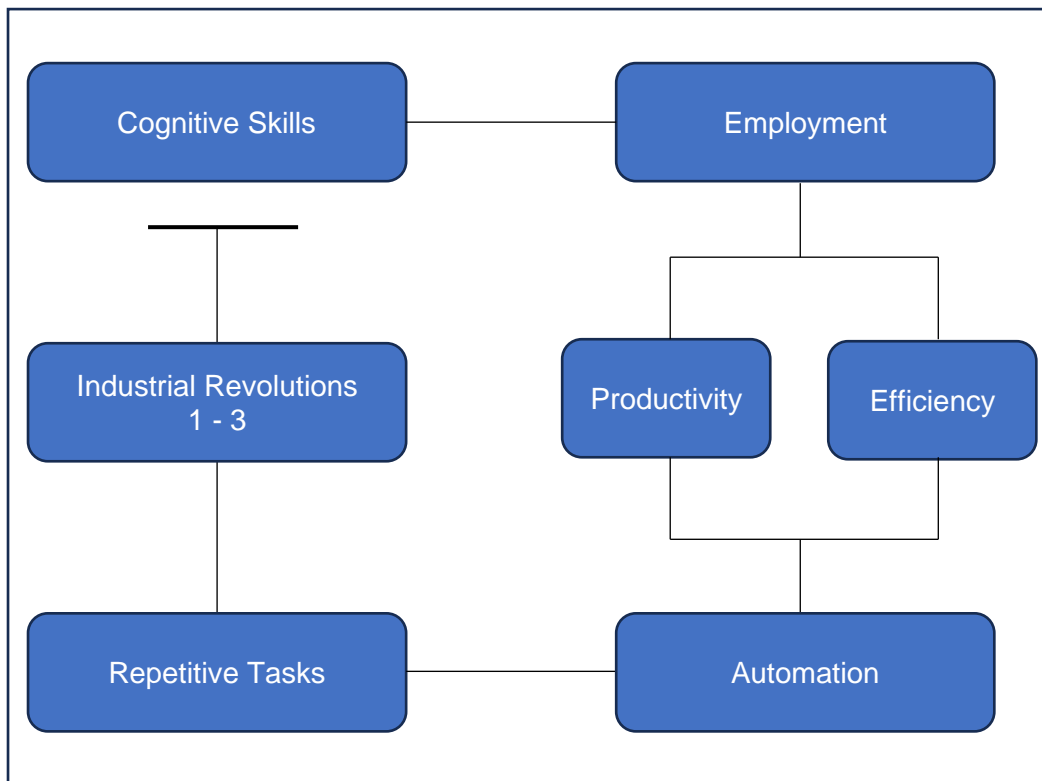 Cognitive Skills
Employment
Industrial Revolutions
1 - 3
Productivity
Efficiency
Repetitive Tasks
Automation